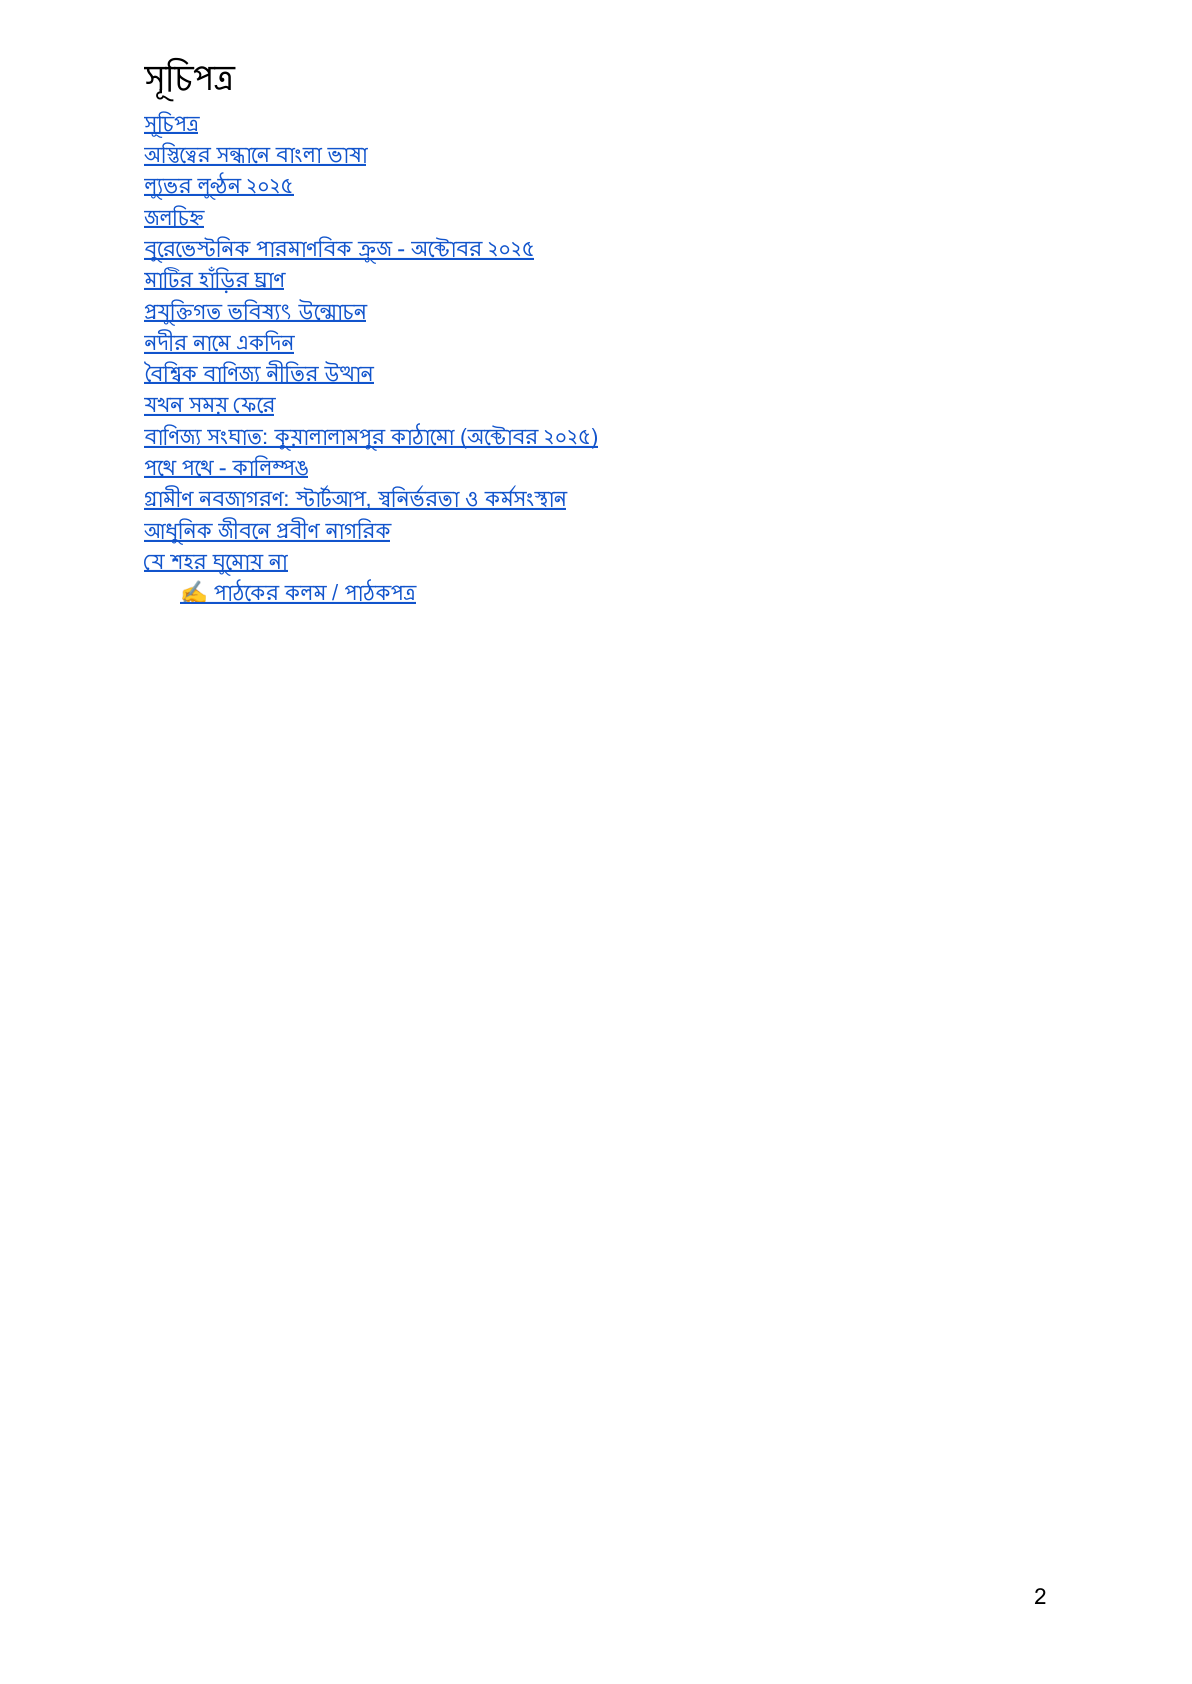 সূচিপত্র
সূচিপত্র
অস্তিত্বের সন্ধানে বাংলা ভাষা
ল্যুভর লুন্ঠন ২০২৫
জলচিহ্ন
বুরেভেস্টনিক পারমাণবিক ক্রুজ - অক্টোবর ২০২৫
মাটির হাঁড়ির ঘ্রাণ
প্রযুক্তিগত ভবিষ্যৎ উন্মোচন
নদীর নামে একদিন
বৈশ্বিক বাণিজ্য নীতির উত্থান
যখন সময় ফেরে
বাণিজ্য সংঘাত: কুয়ালালামপুর কাঠামো (অক্টোবর ২০২৫)
পথে পথে - কালিম্পঙ
গ্রামীণ নবজাগরণ: স্টার্টআপ, স্বনির্ভরতা ও কর্মসংস্থান
আধুনিক জীবনে প্রবীণ নাগরিক
যে শহর ঘুমোয় না
✍️ পাঠকের কলম / পাঠকপত্র
2